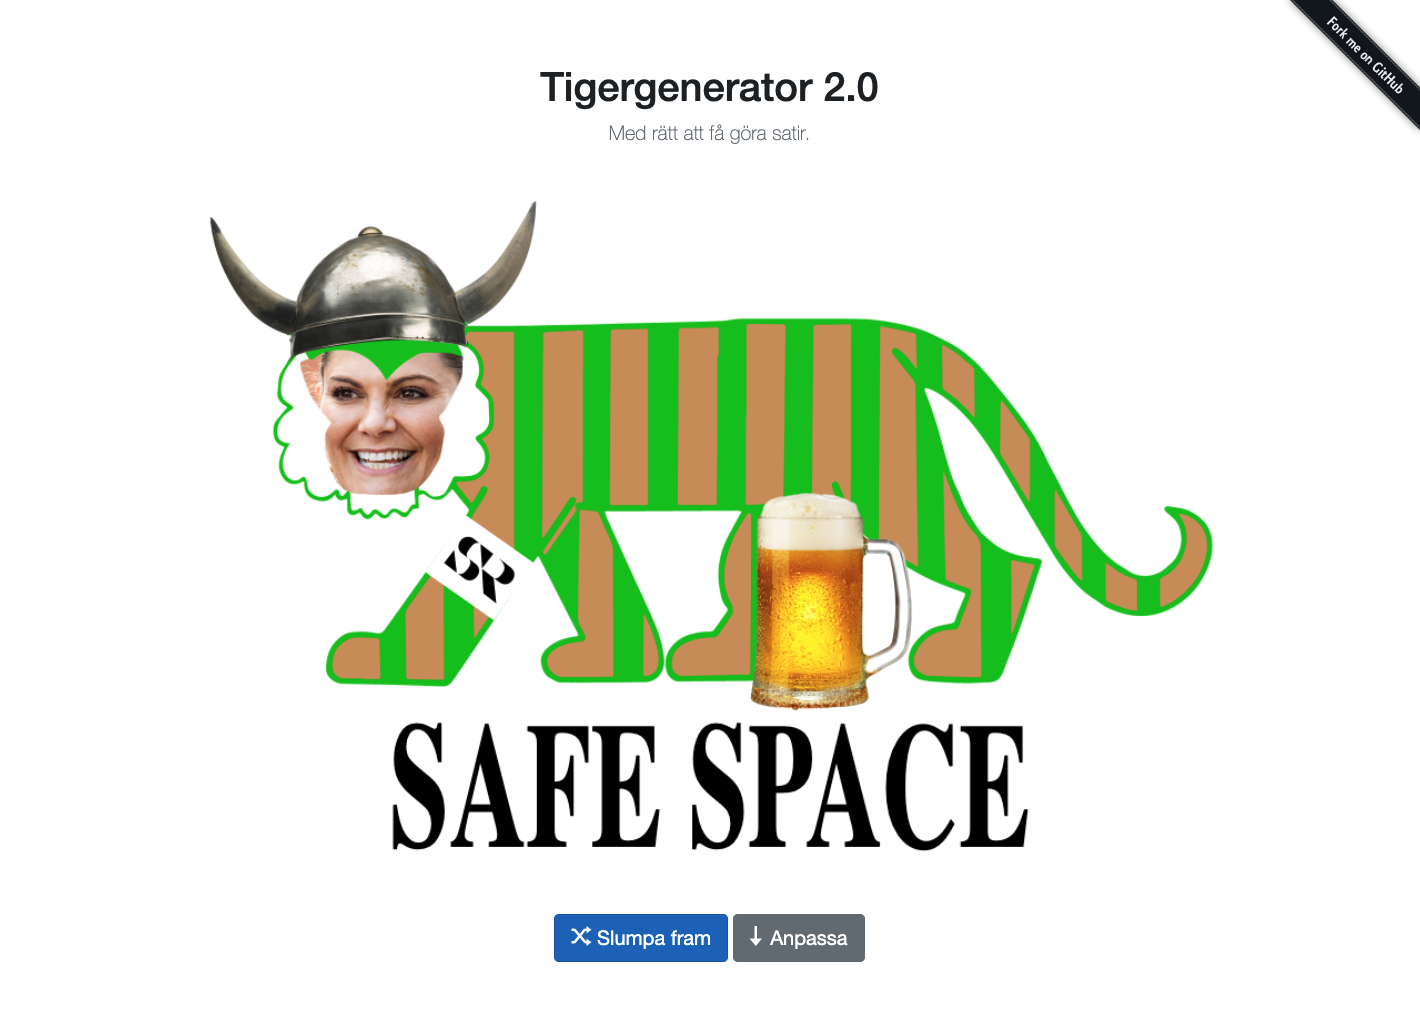 Fork me on GitHub
Tigergenerator 2.0
Med rätt att få göra satir.
SR
SAFE SPACE
Slumpa fram
Anpassa